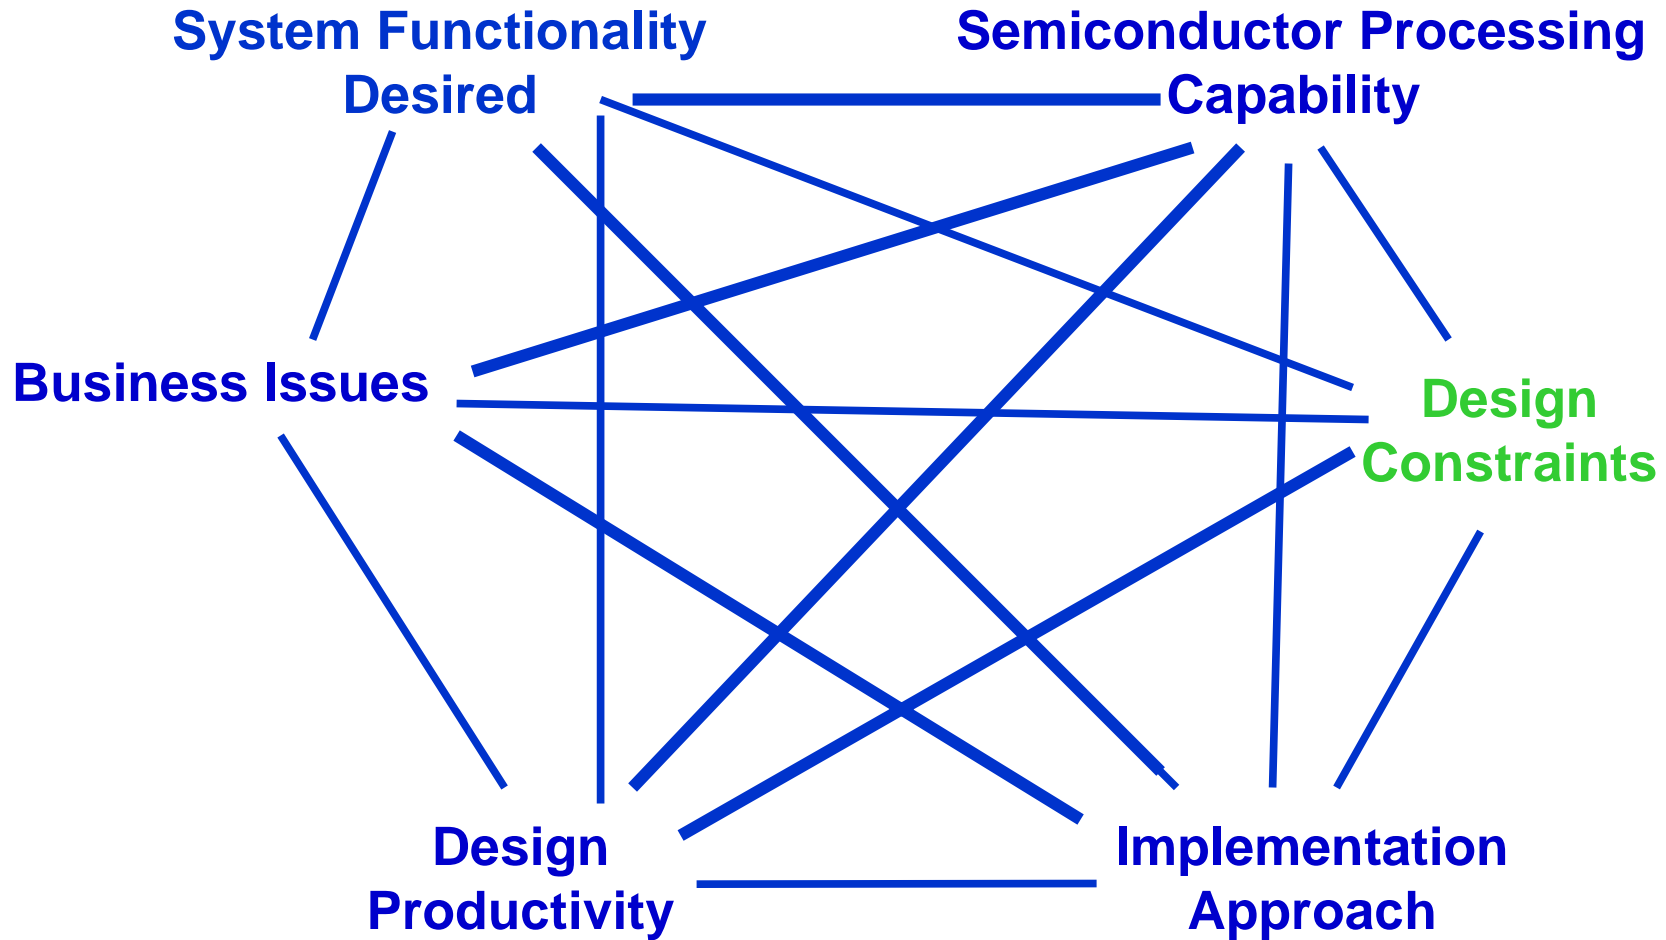 System Functionality
Desired
Semiconductor Processing
Capability
Business Issues
Design
Constraints
Design
Productivity
Implementation
Approach